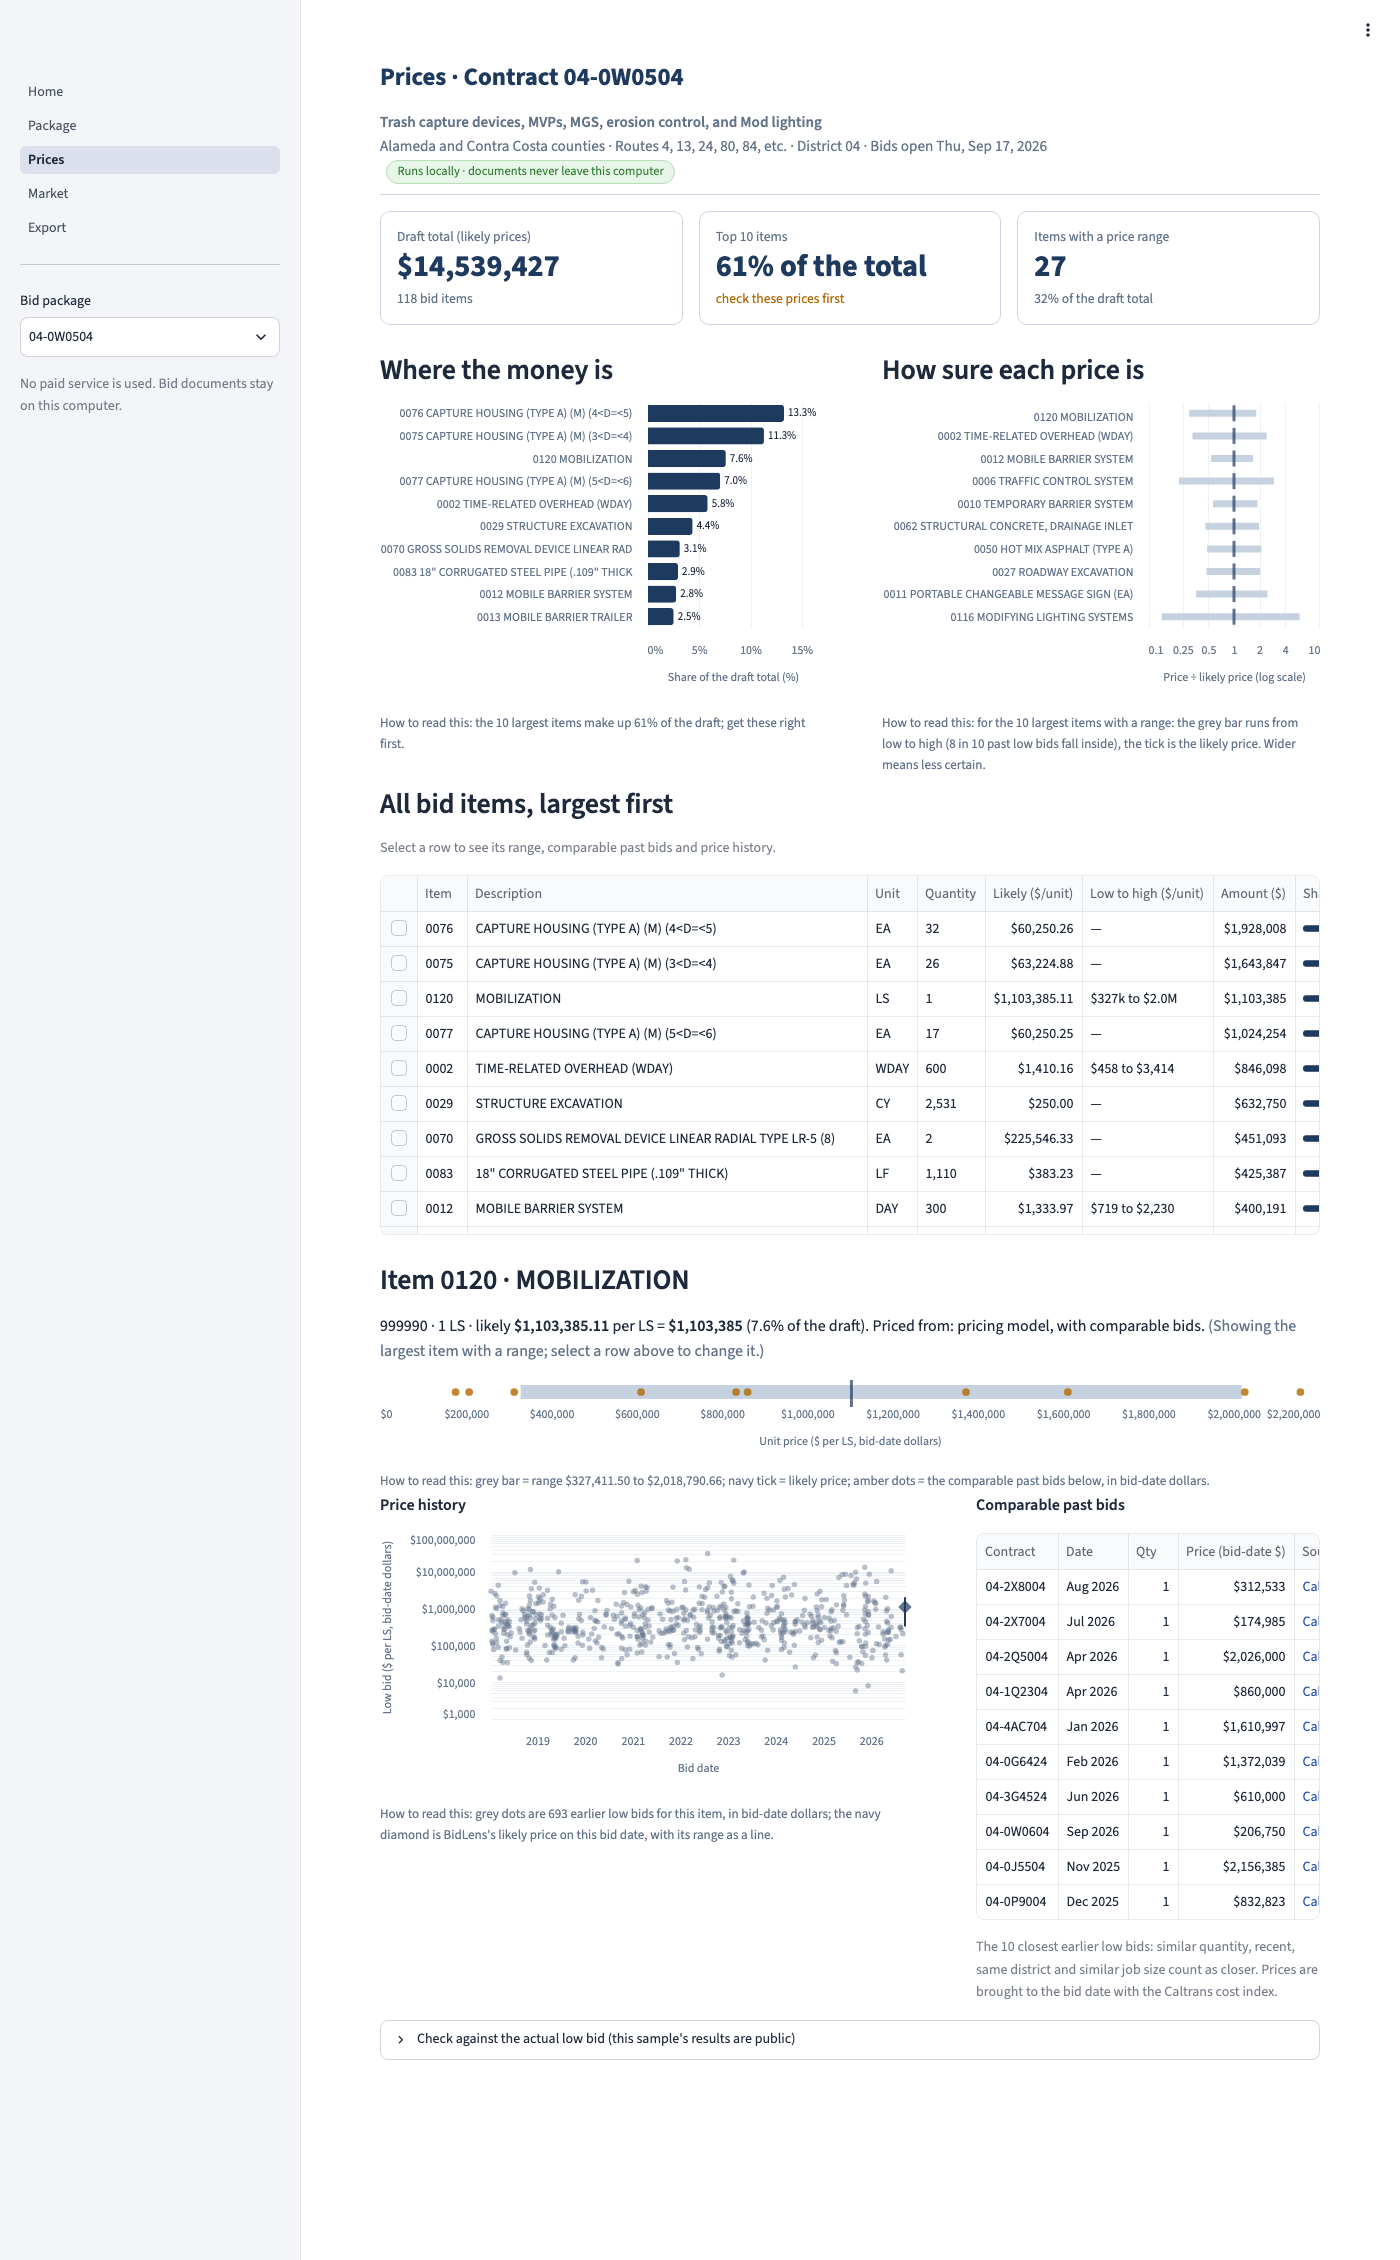 Home
Package
Prices
Market
Export
Bid package
04-0W0504
No paid service is used. Bid documents stay
on this computer.
Prices · Contract 04-0W0504
Trash capture devices, MVPs, MGS, erosion control, and Mod lighting
Alameda and Contra Costa counties · Routes 4, 13, 24, 80, 84, etc. · District 04 · Bids open Thu, Sep 17, 2026
Runs locally · documents never leave this computer
Draft total (likely prices)
$14,539,427
118 bid items
Top 10 items
61% of the total
check these prices first
Items with a price range
27
32% of the draft total
Where the money is
0076 CAPTURE HOUSING (TYPE A) (M) (4<D=<5) 13.3%
0075 CAPTURE HOUSING (TYPE A) (M) (3<D=<4) 11.3%
0120 MOBILIZATION 7.6%
0077 CAPTURE HOUSING (TYPE A) (M) (5<D=<6) 7.0%
0002 TIME-RELATED OVERHEAD (WDAY) 5.8%
0029 STRUCTURE EXCAVATION 4.4%
0070 GROSS SOLIDS REMOVAL DEVICE LINEAR RAD 3.1%
0083 18" CORRUGATED STEEL PIPE (.109" THICK 2.9%
0012 MOBILE BARRIER SYSTEM 2.8%
0013 MOBILE BARRIER TRAILER 2.5%
0% 5% 10% 15%
Share of the draft total (%)
How to read this: the 10 largest items make up 61% of the draft; get these right
first.
How sure each price is
0120 MOBILIZATION
0002 TIME-RELATED OVERHEAD (WDAY)
0012 MOBILE BARRIER SYSTEM
0006 TRAFFIC CONTROL SYSTEM
0010 TEMPORARY BARRIER SYSTEM
0062 STRUCTURAL CONCRETE, DRAINAGE INLET
0050 HOT MIX ASPHALT (TYPE A)
0027 ROADWAY EXCAVATION
0011 PORTABLE CHANGEABLE MESSAGE SIGN (EA)
0116 MODIFYING LIGHTING SYSTEMS
0.1 0.25 0.5 1 2 4 10
Price ÷ likely price (log scale)
How to read this: for the 10 largest items with a range: the grey bar runs from
low to high (8 in 10 past low bids fall inside), the tick is the likely price. Wider
means less certain.
All bid items, largest first
Select a row to see its range, comparable past bids and price history.
Item Description Unit Quantity Likely ($/unit) Low to high ($/unit) Amount ($) Sh
0076 CAPTURE HOUSING (TYPE A) (M) (4<D=<5) EA 32 $60,250.26 — $1,928,008
0075 CAPTURE HOUSING (TYPE A) (M) (3<D=<4) EA 26 $63,224.88 — $1,643,847
0120 MOBILIZATION LS 1 $1,103,385.11 $327k to $2.0M $1,103,385
0077 CAPTURE HOUSING (TYPE A) (M) (5<D=<6) EA 17 $60,250.25 — $1,024,254
0002 TIME-RELATED OVERHEAD (WDAY) WDAY 600 $1,410.16 $458 to $3,414 $846,098
0029 STRUCTURE EXCAVATION CY 2,531 $250.00 — $632,750
0070 GROSS SOLIDS REMOVAL DEVICE LINEAR RADIAL TYPE LR-5 (8) EA 2 $225,546.33 — $451,093
0083 18" CORRUGATED STEEL PIPE (.109" THICK) LF 1,110 $383.23 — $425,387
0012 MOBILE BARRIER SYSTEM DAY 300 $1,333.97 $719 to $2,230 $400,191
Item 0120 · MOBILIZATION
999990 · 1 LS · likely $1,103,385.11 per LS = $1,103,385 (7.6% of the draft). Priced from: pricing model, with comparable bids. (Showing the
largest item with a range; select a row above to change it.)
$0 $200,000 $400,000 $600,000 $800,000 $1,000,000 $1,200,000 $1,400,000 $1,600,000 $1,800,000 $2,000,000 $2,200,000
Unit price ($ per LS, bid-date dollars)
How to read this: grey bar = range $327,411.50 to $2,018,790.66; navy tick = likely price; amber dots = the comparable past bids below, in bid-date dollars.
Price history
Low bid ($ per LS, bid-date dollars)
$100,000,000
$10,000,000
$1,000,000
$100,000
$10,000
$1,000
2019 2020 2021 2022 2023 2024 2025 2026
Bid date
How to read this: grey dots are 693 earlier low bids for this item, in bid-date dollars; the navy
diamond is BidLens's likely price on this bid date, with its range as a line.
Comparable past bids
Contract Date Qty Price (bid-date $) Sou
04-2X8004 Aug 2026 1 $312,533 Cal
04-2X7004 Jul 2026 1 $174,985 Cal
04-2Q5004 Apr 2026 1 $2,026,000 Cal
04-1Q2304 Apr 2026 1 $860,000 Cal
04-4AC704 Jan 2026 1 $1,610,997 Cal
04-0G6424 Feb 2026 1 $1,372,039 Cal
04-3G4524 Jun 2026 1 $610,000 Cal
04-0W0604 Sep 2026 1 $206,750 Cal
04-0J5504 Nov 2025 1 $2,156,385 Cal
04-0P9004 Dec 2025 1 $832,823 Cal
The 10 closest earlier low bids: similar quantity, recent,
same district and similar job size count as closer. Prices are
brought to the bid date with the Caltrans cost index.
Check against the actual low bid (this sample's results are public)